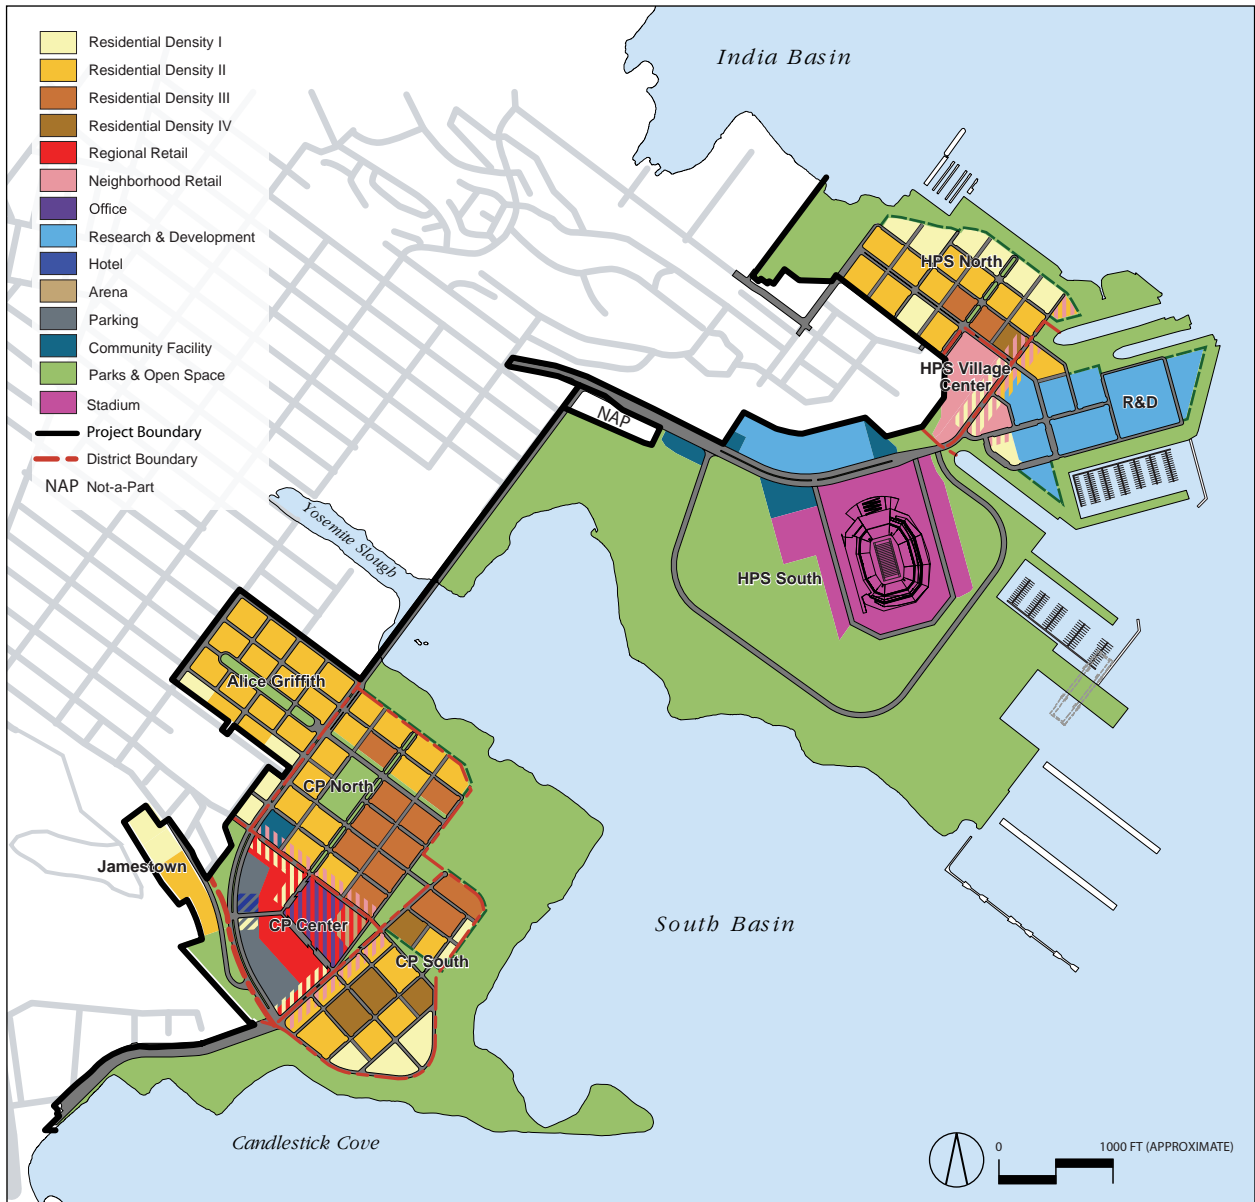 Residential Density I
Residential Density II
Residential Density III
Residential Density IV
Regional Retail
Neighborhood Retail
Office
Research & Development
Hotel
Arena
Parking
Community Facility
Parks & Open Space
Stadium
Project Boundary
District Boundary
NAP Not-a-Part
India Basin
HPS North
HPS Village
Center
R&D
NAP
Yosemite Slough
HPS South
Alice Griffith
CP North
Jamestown
CP Center
CP South
South Basin
Candlestick Cove
0 1000 FT (APPROXIMATE)